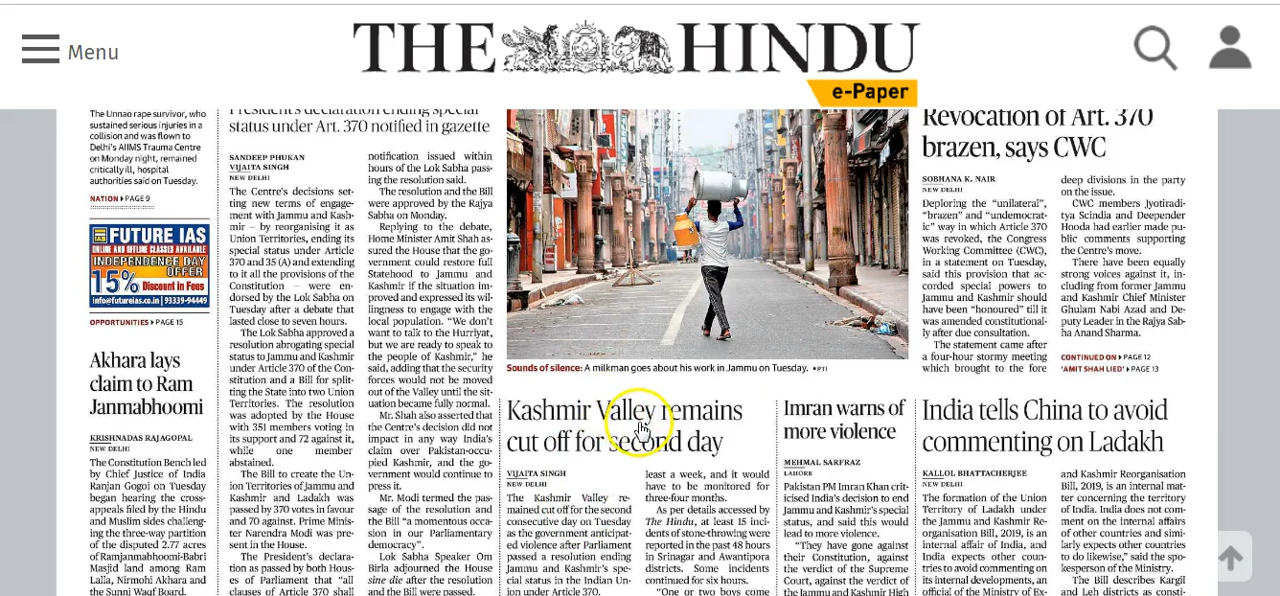 Menu
THE HINDU
e-Paper
The Unnao rape survivor, who
sustained serious injuries in a
collision and was flown to
Delhi's AIIMS Trauma Centre
on Monday night, remained
critically ill, hospital
authorities said on Tuesday.
NATION ▸ PAGE 9
FUTURE IAS
ONLINE AND OFFLINE CLASSES AVAILABLE
INDEPENDENCE DAY
OFFER
15% Discount in Fees
info@futureias.co.in | 93339-94449
OPPORTUNITIES ▸ PAGE 15
Akhara lays
claim to Ram
Janmabhoomi
KRISHNADAS RAJAGOPAL
NEW DELHI
The Constitution Bench led
by Chief Justice of India
Ranjan Gogoi on Tuesday
began hearing the cross-
appeals filed by the Hindu
and Muslim sides challeng-
ing the three-way partition
of the disputed 2.77 acres
of Ramjanmabhoomi-Babri
Masjid land among Ram
Lalla, Nirmohi Akhara and
the Sunni Waqf Board.
President's declaration ending special
status under Art. 370 notified in gazette
SANDEEP PHUKAN
VIJAITA SINGH
NEW DELHI
The Centre's decisions set-
ting new terms of engage-
ment with Jammu and Kash-
mir – by reorganising it as
Union Territories, ending its
special status under Article
370 and 35 (A) and extending
to it all the provisions of the
Constitution – were en-
dorsed by the Lok Sabha on
Tuesday after a debate that
lasted close to seven hours.
The Lok Sabha approved a
resolution abrogating special
status to Jammu and Kashmir
under Article 370 of the Con-
stitution and a Bill for split-
ting the State into two Union
Territories. The resolution
was adopted by the House
with 351 members voting in
its support and 72 against it,
while one member
abstained.
The Bill to create the Un-
ion Territories of Jammu and
Kashmir and Ladakh was
passed by 370 votes in favour
and 70 against. Prime Minis-
ter Narendra Modi was pre-
sent in the House.
The President's declara-
tion as passed by both Hous-
es of Parliament that "all
clauses of Article 370 shall
notification issued within
hours of the Lok Sabha pass-
ing the resolution said.
The resolution and the Bill
were approved by the Rajya
Sabha on Monday.
Replying to the debate,
Home Minister Amit Shah as-
sured the House that the go-
vernment could restore full
Statehood to Jammu and
Kashmir if the situation im-
proved and expressed its wil-
lingness to engage with the
local population. "We don't
want to talk to the Hurriyat,
but we are ready to speak to
the people of Kashmir," he
said, adding that the security
forces would not be moved
out of the Valley until the sit-
uation became fully normal.
Mr. Shah also asserted that
the Centre's decision did not
impact in any way India's
claim over Pakistan-occu-
pied Kashmir, and the go-
vernment would continue to
press it.
Mr. Modi termed the pas-
sage of the resolution and
the Bill "a momentous occa-
sion in our Parliamentary
democracy".
Lok Sabha Speaker Om
Birla adjourned the House
sine die after the resolution
and the Bill were passed.
Sounds of silence: A milkman goes about his work in Jammu on Tuesday. • PTI
Kashmir Valley remains
cut off for second day
VIJAITA SINGH
NEW DELHI
The Kashmir Valley re-
mained cut off for the second
consecutive day on Tuesday
as the government anticipat-
ed violence after Parliament
passed a resolution ending
Jammu and Kashmir's spe-
cial status in the Indian Un-
ion under Article 370.
least a week, and it would
have to be monitored for
three-four months.
As per details accessed by
The Hindu, at least 15 inci-
dents of stone-throwing were
reported in the past 48 hours
in Srinagar and Awantipora
districts. Some incidents
continued for six hours.
"One or two boys come
Imran warns of
more violence
MEHMAL SARFRAZ
LAHORE
Pakistan PM Imran Khan crit-
icised India's decision to end
Jammu and Kashmir's special
status, and said this would
lead to more violence.
"They have gone against
their Constitution, against
the verdict of the Supreme
Court, against the verdict of
the Jammu and Kashmir High
Revocation of Art. 370
brazen, says CWC
SOBHANA K. NAIR
NEW DELHI
Deploring the "unilateral",
"brazen" and "undemocrat-
ic" way in which Article 370
was revoked, the Congress
Working Committee (CWC),
in a statement on Tuesday,
said this provision that ac-
corded special powers to
Jammu and Kashmir should
have been "honoured" till it
was amended constitutional-
ly after due consultation.
The statement came after
a four-hour stormy meeting
which brought to the fore
deep divisions in the party
on the issue.
CWC members Jyotiradi-
tya Scindia and Deepender
Hooda had earlier made pu-
blic comments supporting
the Centre's move.
There have been equally
strong voices against it, in-
cluding from former Jammu
and Kashmir Chief Minister
Ghulam Nabi Azad and De-
puty Leader in the Rajya Sab-
ha Anand Sharma.
CONTINUED ON ▸ PAGE 12
'AMIT SHAH LIED' ▸ PAGE 13
India tells China to avoid
commenting on Ladakh
KALLOL BHATTACHERJEE
NEW DELHI
The formation of the Union
Territory of Ladakh under
the Jammu and Kashmir Re-
organisation Bill, 2019, is an
internal affair of India, and
India expects other coun-
tries to avoid commenting on
its internal developments, an
official of the Ministry of Ex-
and Kashmir Reorganisation
Bill, 2019, is an internal mat-
ter concerning the territory
of India. India does not com-
ment on the internal affairs
of other countries and simi-
larly expects other countries
to do likewise," said the spo-
kesperson of the Ministry.
The Bill describes Kargil
and Leh districts as consti-